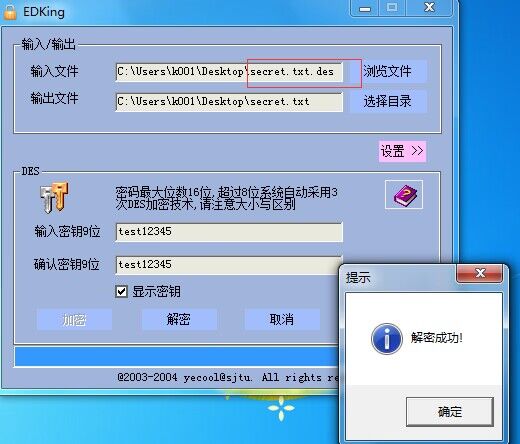 EDKing
输入/输出
输入文件 C:\Users\k001\Desktop\secret.txt.des 浏览文件
输出文件 C:\Users\k001\Desktop\secret.txt 选择目录
设置 >>
DES
密码最大位数16位,超过8位系统自动采用3
次DES加密技术,请注意大小写区别
输入密钥9位 test12345
确认密钥9位 test12345
显示密钥
加密 解密 取消
@2003-2004 yecool@sjtu. All rights re
提示
解密成功!
确定